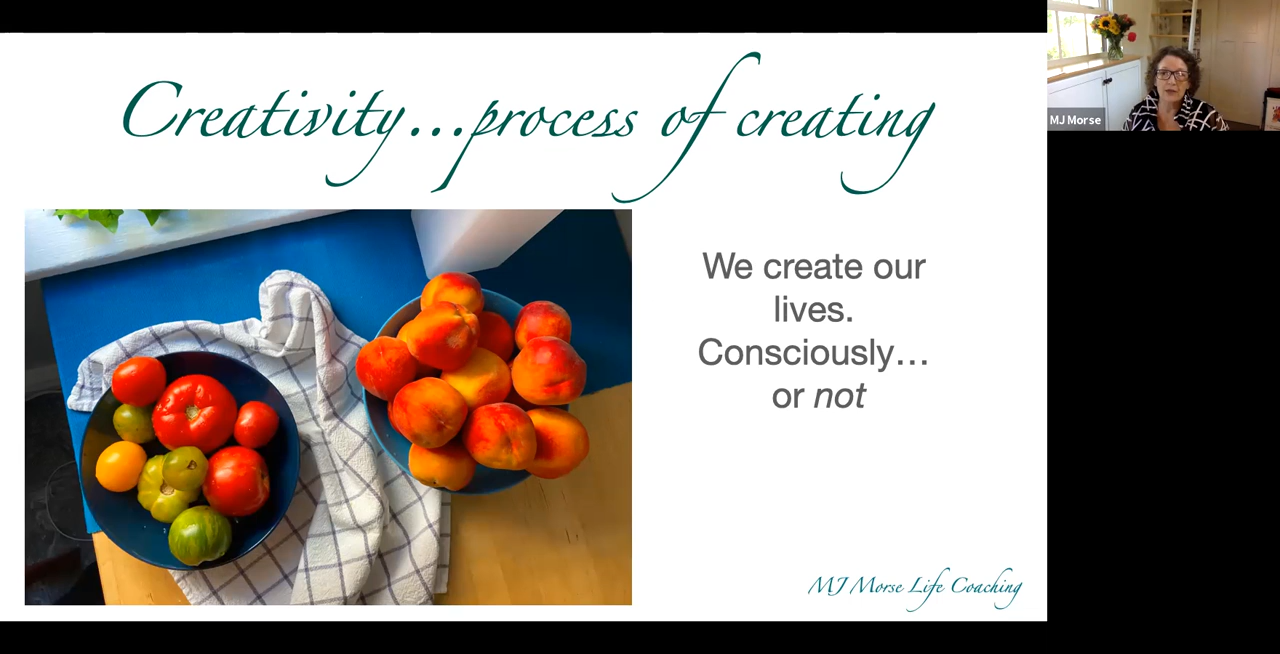 Creativity...process of creating
We create our
lives.
Consciously...
or not
MJ Morse Life Coaching
MJ Morse